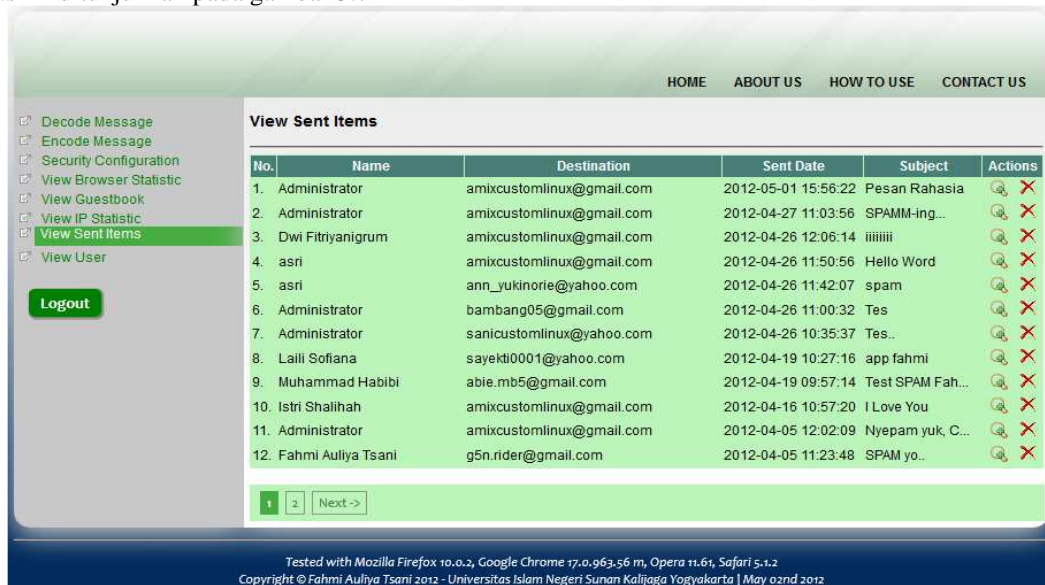 HOME ABOUT US HOW TO USE CONTACT US
Decode Message
Encode Message
Security Configuration
View Browser Statistic
View Guestbook
View IP Statistic
View Sent Items
View User
Logout
View Sent Items
No. Name Destination Sent Date Subject Actions
1. Administrator amixcustomlinux@gmail.com 2012-05-01 15:56:22 Pesan Rahasia
2. Administrator amixcustomlinux@gmail.com 2012-04-27 11:03:56 SPAMM-ing...
3. Dwi Fitriyanigrum amixcustomlinux@gmail.com 2012-04-26 12:06:14 iiiiiiii
4. asri amixcustomlinux@gmail.com 2012-04-26 11:50:56 Hello Word
5. asri ann_yukinorie@yahoo.com 2012-04-26 11:42:07 spam
6. Administrator bambang05@gmail.com 2012-04-26 11:00:32 Tes
7. Administrator sanicustomlinux@yahoo.com 2012-04-26 10:35:37 Tes..
8. Laili Sofiana sayekti0001@yahoo.com 2012-04-19 10:27:16 app fahmi
9. Muhammad Habibi abie.mb5@gmail.com 2012-04-19 09:57:14 Test SPAM Fah...
10. Istri Shalihah amixcustomlinux@gmail.com 2012-04-16 10:57:20 I Love You
11. Administrator amixcustomlinux@gmail.com 2012-04-05 12:02:09 Nyepam yuk, C...
12. Fahmi Auliya Tsani g5n.rider@gmail.com 2012-04-05 11:23:48 SPAM yo..
1 2 Next ->
Tested with Mozilla Firefox 10.0.2, Google Chrome 17.0.963.56 m, Opera 11.61, Safari 5.1.2
Copyright © Fahmi Auliya Tsani 2012 - Universitas Islam Negeri Sunan Kalijaga Yogyakarta | May 02nd 2012